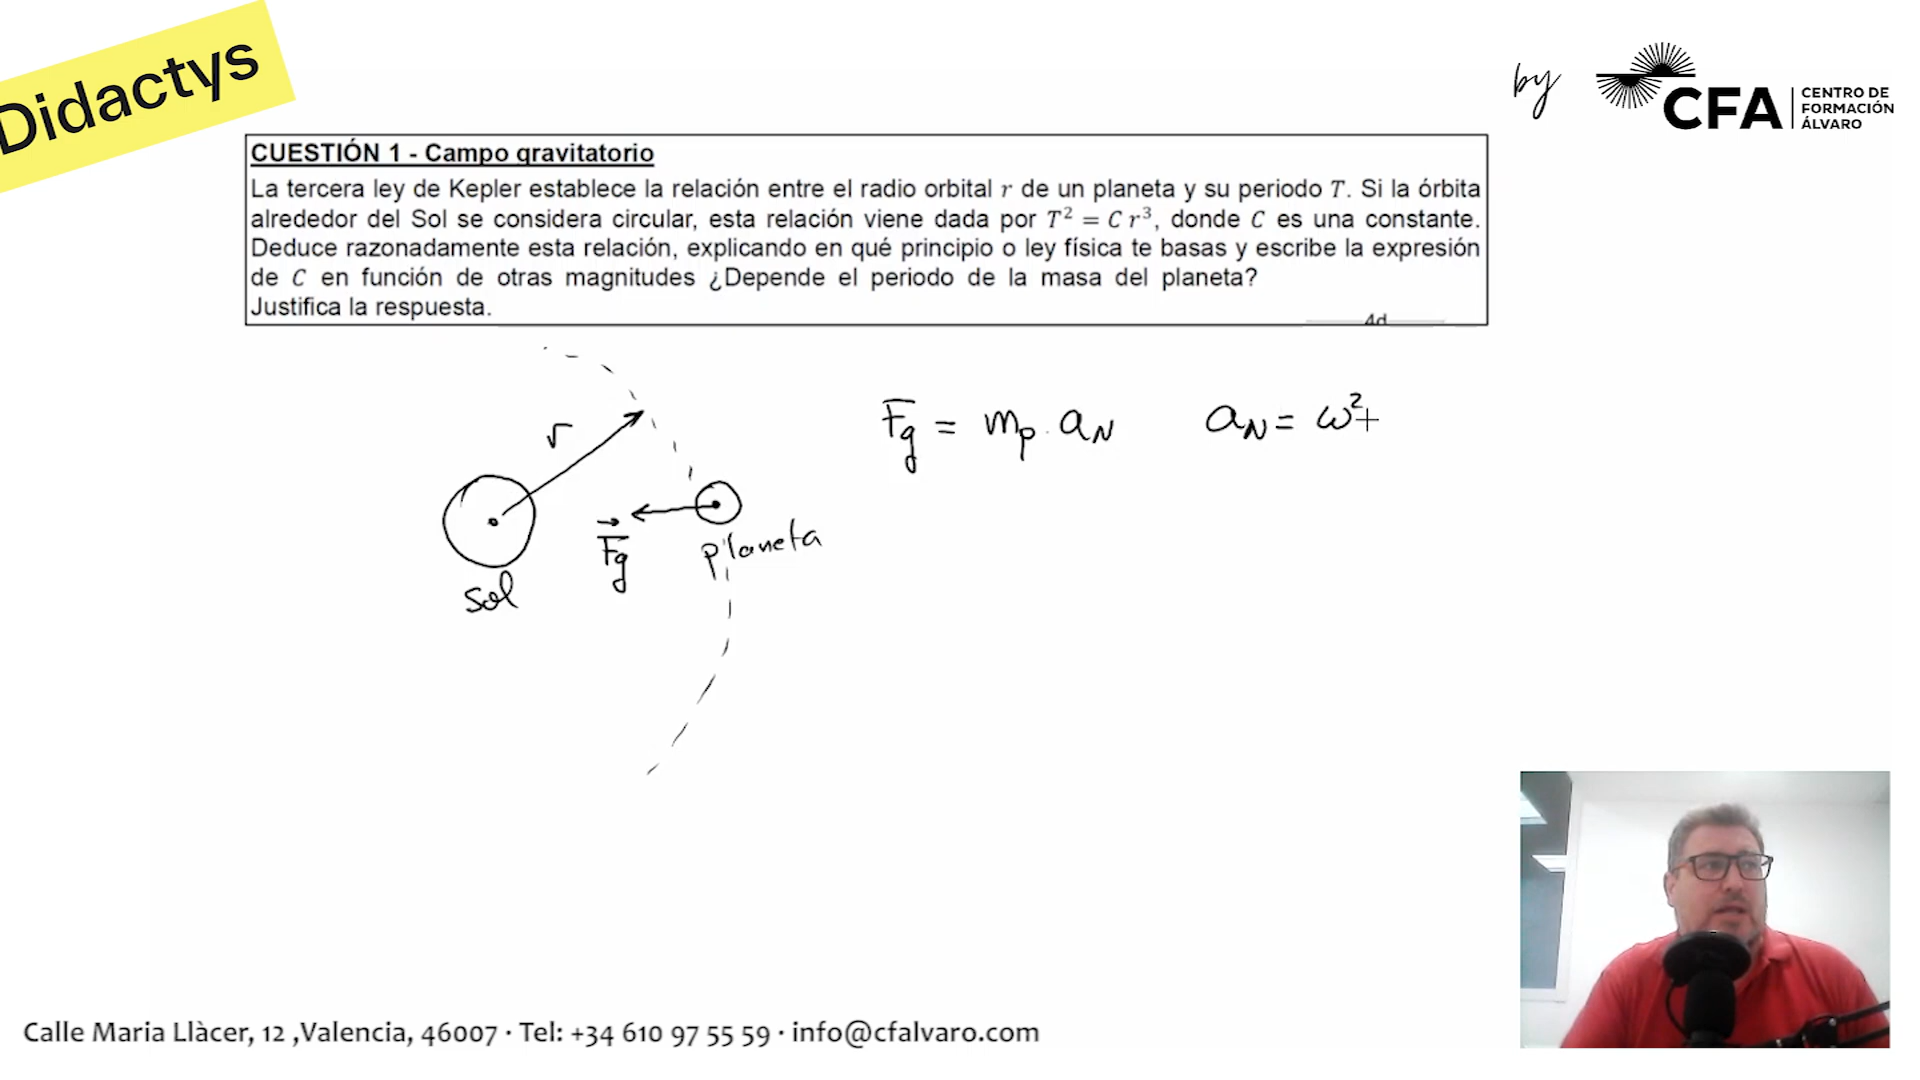 Didactys
by
CFA
CENTRO DE
FORMACIÓN
ÁLVARO
CUESTIÓN 1 - Campo gravitatorio
La tercera ley de Kepler establece la relación entre el radio orbital r de un planeta y su periodo T. Si la órbita
alrededor del Sol se considera circular, esta relación viene dada por T² = C r³, donde C es una constante.
Deduce razonadamente esta relación, explicando en qué principio o ley física te basas y escribe la expresión
de C en función de otras magnitudes ¿Depende el periodo de la masa del planeta?
Justifica la respuesta.
r
Fg = mp · aN aN = ω²
Fg
planeta
sol
Calle Maria Llàcer, 12 ,Valencia, 46007 · Tel: +34 610 97 55 59 · info@cfalvaro.com